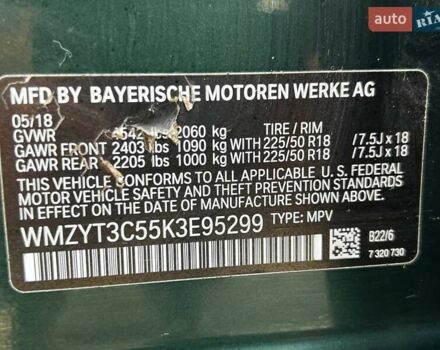 AUTO RIA
MFD BY BAYERISCHE MOTOREN WERKE AG
05/18
GVWR 4542 lbs 2060 kg TIRE / RIM
GAWR FRONT 2403 lbs 1090 kg WITH 225/50 R18 /7.5J x 18
GAWR REAR 2205 lbs 1000 kg WITH 225/50 R18 /7.5J x 18
THIS VEHICLE CONFORMS TO ALL APPLICABLE FEDERAL
MOTOR VEHICLE SAFETY, BUMPER AND THEFT PREVENTION
STANDARDS IN EFFECT ON THE DATE OF MANUFACTURE
SHOWN ABOVE.
WMZYT3C55K3E95299 TYPE: MPV
B22/6
7 320 730